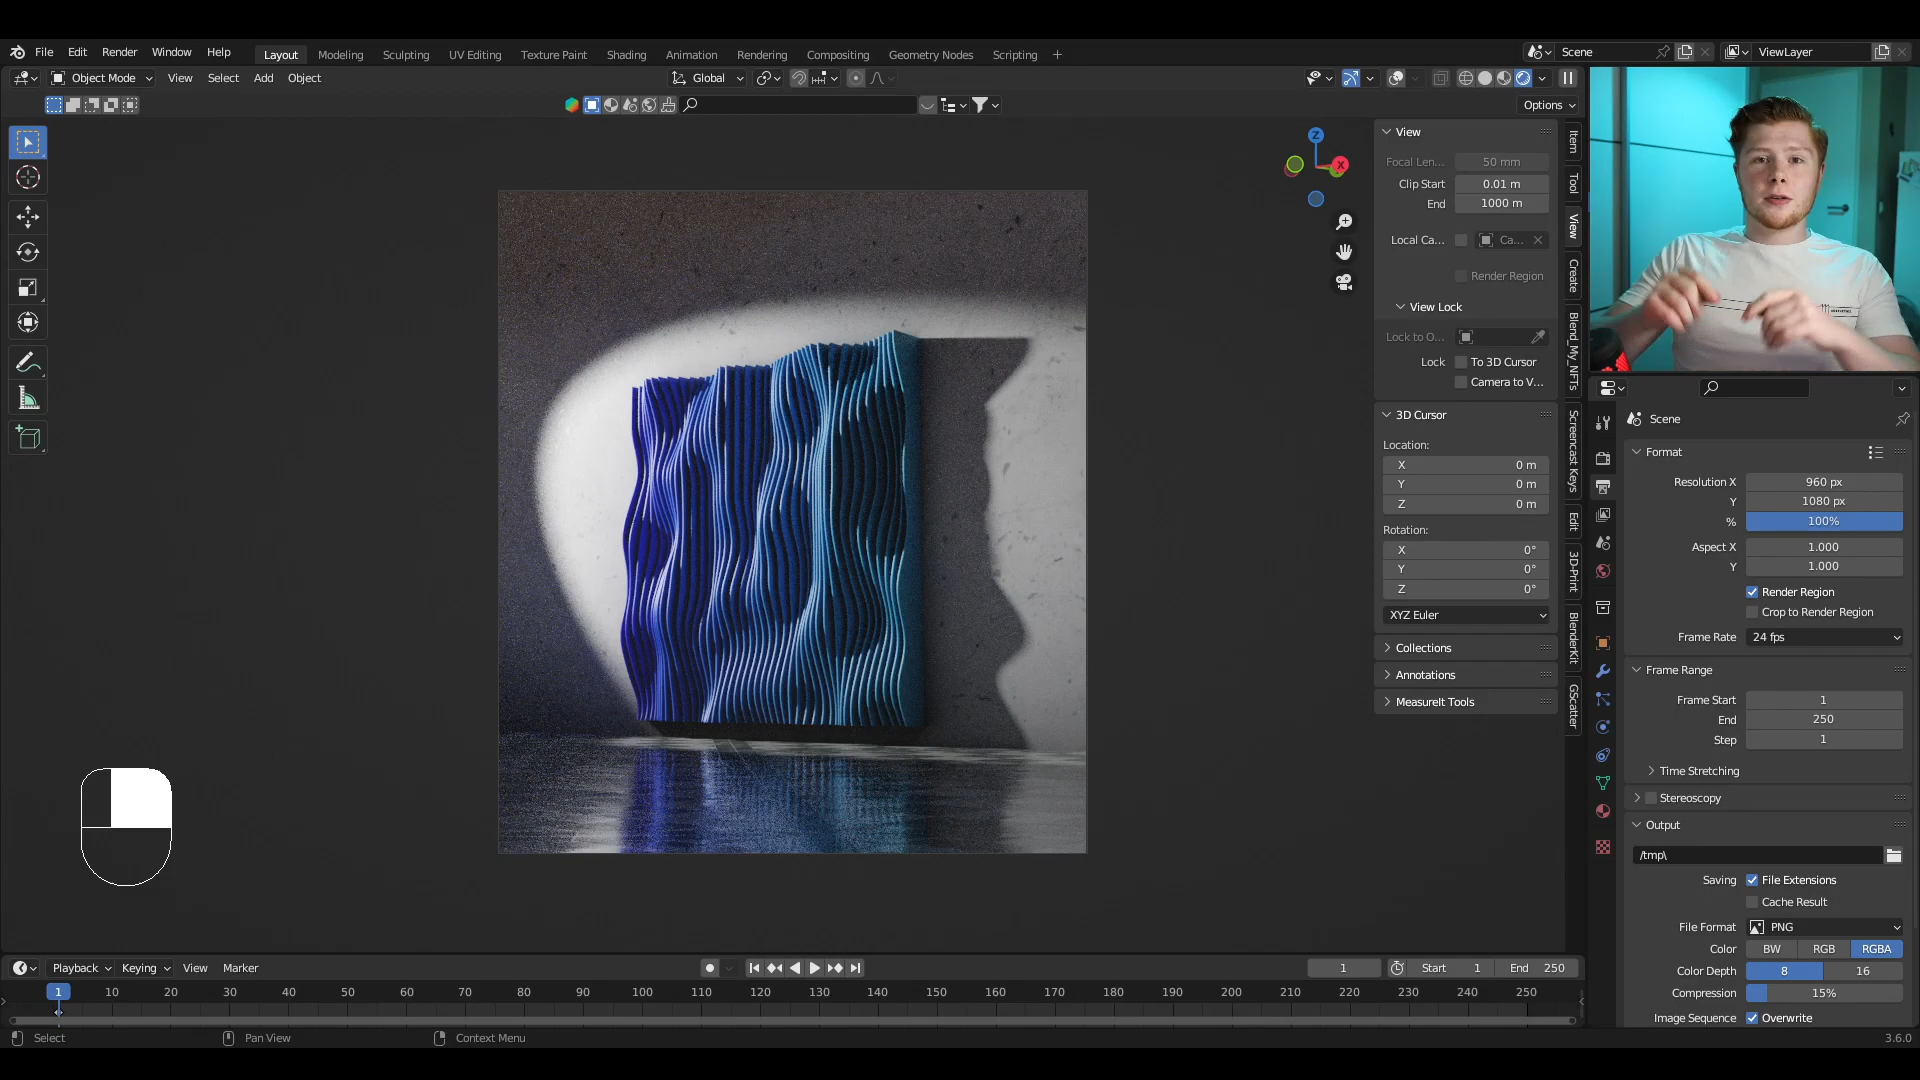 File Edit Render Window Help Layout Modeling Sculpting UV Editing Texture Paint Shading Animation Rendering Compositing Geometry Nodes Scripting + Scene ViewLayer
Object Mode View Select Add Object Global
Options
Z
X
View
Focal Len... 50 mm
Clip Start 0.01 m
End 1000 m
Local Ca... Ca...
Render Region
View Lock
Lock to O...
Lock To 3D Cursor
Camera to V...
3D Cursor
Location:
X 0 m
Y 0 m
Z 0 m
Rotation:
X 0°
Y 0°
Z 0°
XYZ Euler
Collections
Annotations
MeasureIt Tools
Item
Tool
View
Create
Blend_My_NFTs
Screencast Keys
Edit
3D-Print
BlenderKit
GScatter
Scene
Format
Resolution X 960 px
Y 1080 px
% 100%
Aspect X 1.000
Y 1.000
Render Region
Crop to Render Region
Frame Rate 24 fps
Frame Range
Frame Start 1
End 250
Step 1
Time Stretching
Stereoscopy
Output
/tmp\
Saving File Extensions
Cache Result
File Format PNG
Color BW RGB RGBA
Color Depth 8 16
Compression 15%
Image Sequence Overwrite
Playback Keying View Marker 1 Start 1 End 250
1 10 20 30 40 50 60 70 80 90 100 110 120 130 140 150 160 170 180 190 200 210 220 230 240 250
Select Pan View Context Menu 3.6.0